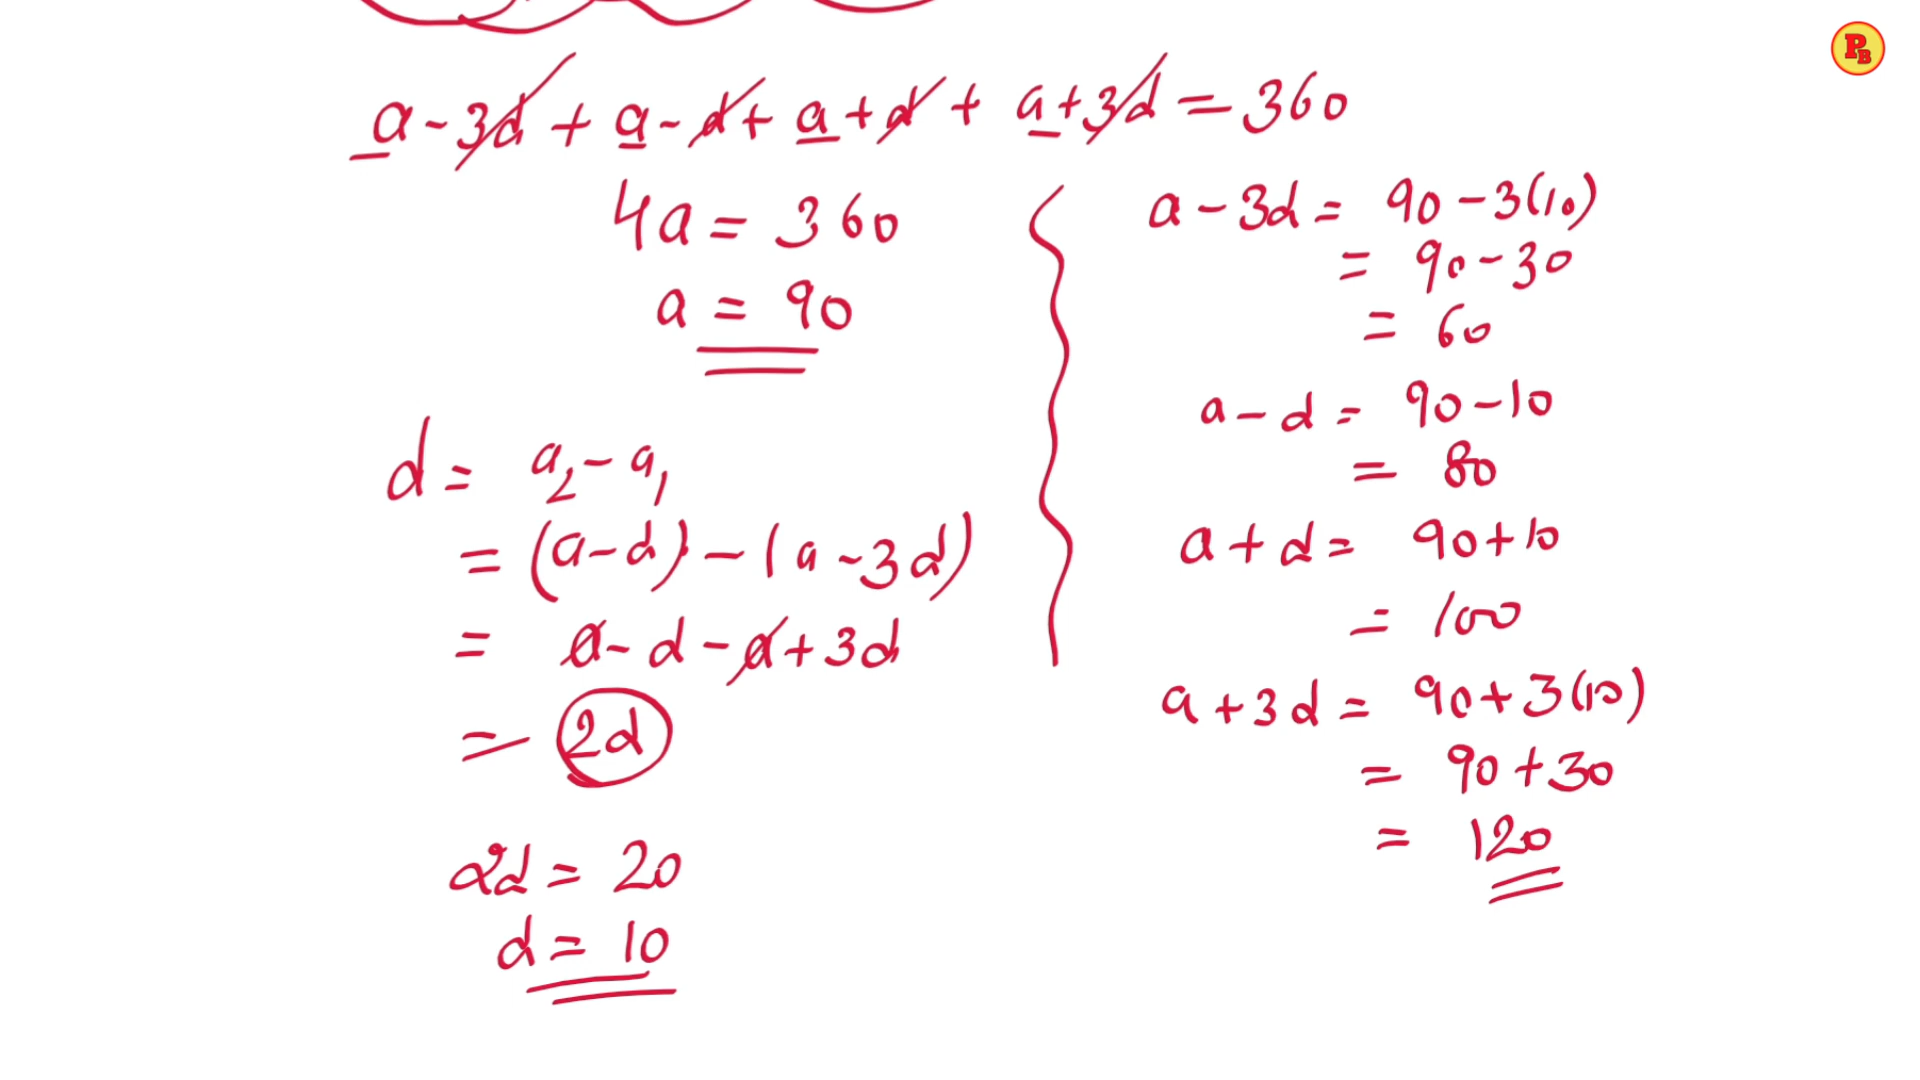 a - 3d + a - d + a + d + a + 3d = 360
4a = 360
a = 90
d = a₂ - a₁
= (a - d) - (a - 3d)
= a - d - a + 3d
= 2d
2d = 20
d = 10
a - 3d = 90 - 3(10)
= 90 - 30
= 60
a - d = 90 - 10
= 80
a + d = 90 + 10
= 100
a + 3d = 90 + 3(10)
= 90 + 30
= 120
PB